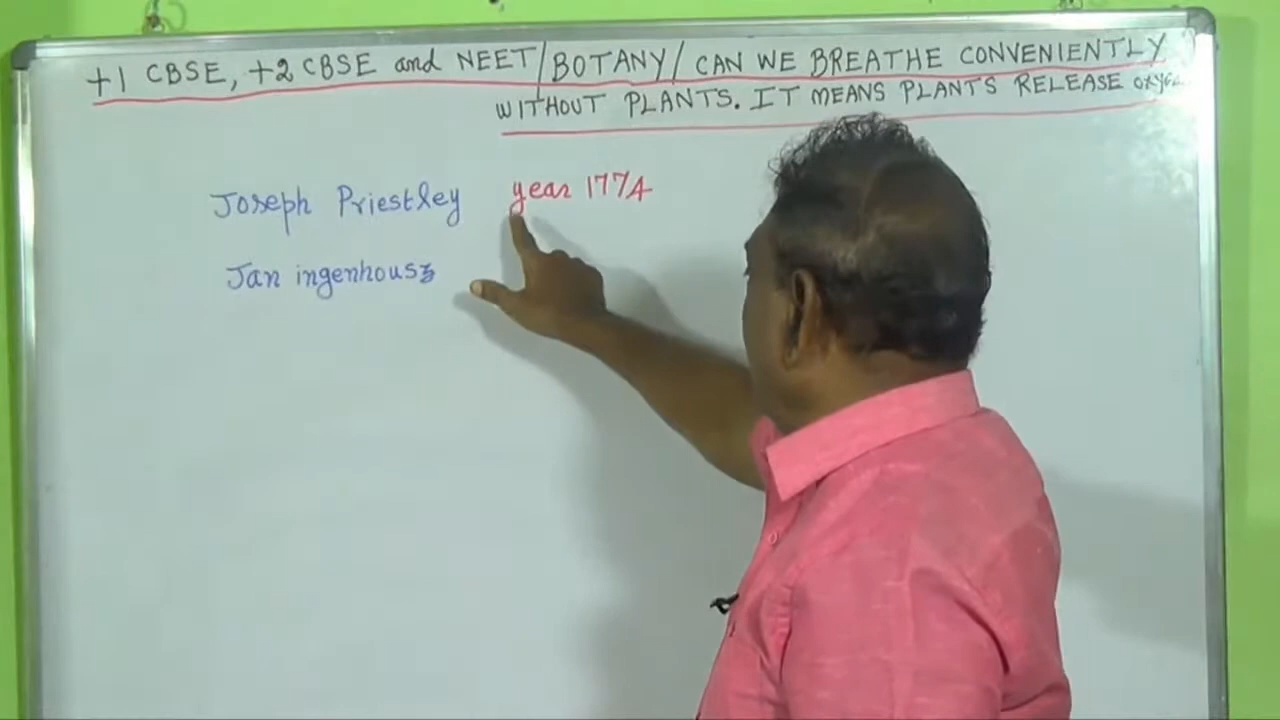 +1 CBSE, +2 CBSE and NEET/BOTANY/ CAN WE BREATHE CONVENIENTLY
WITHOUT PLANTS. IT MEANS PLANTS RELEASE oxygen
Joseph Priestley year 1774
Jan ingenhousz